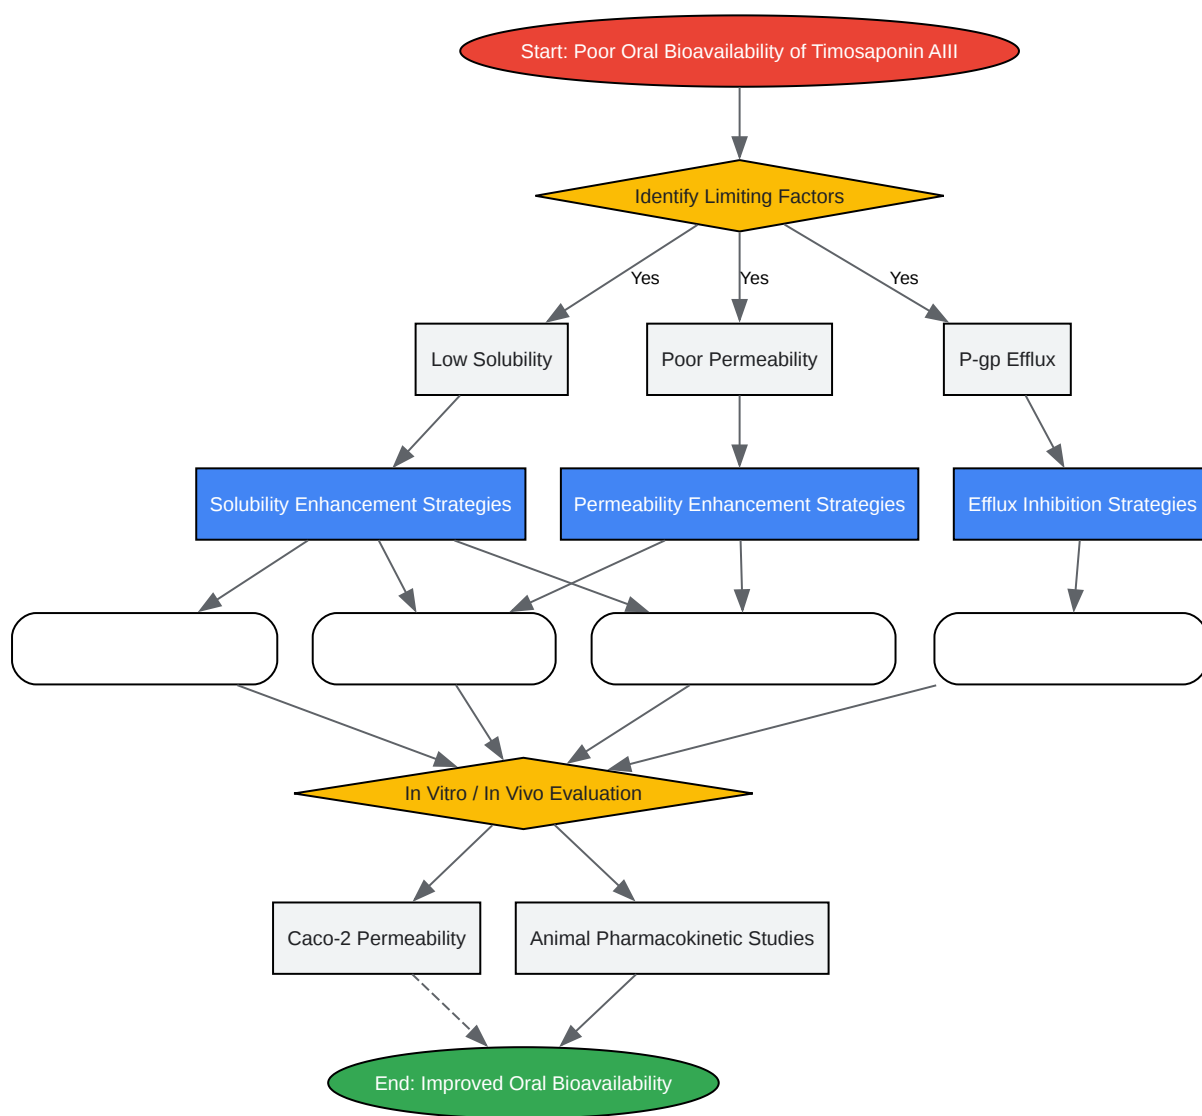 Start: Poor Oral Bioavailability of Timosaponin AIII
Identify Limiting Factors
Yes
Yes
Yes
Low Solubility
Poor Permeability
P-gp Efflux
Solubility Enhancement Strategies
Permeability Enhancement Strategies
Efflux Inhibition Strategies
In Vitro / In Vivo Evaluation
Caco-2 Permeability
Animal Pharmacokinetic Studies
End: Improved Oral Bioavailability